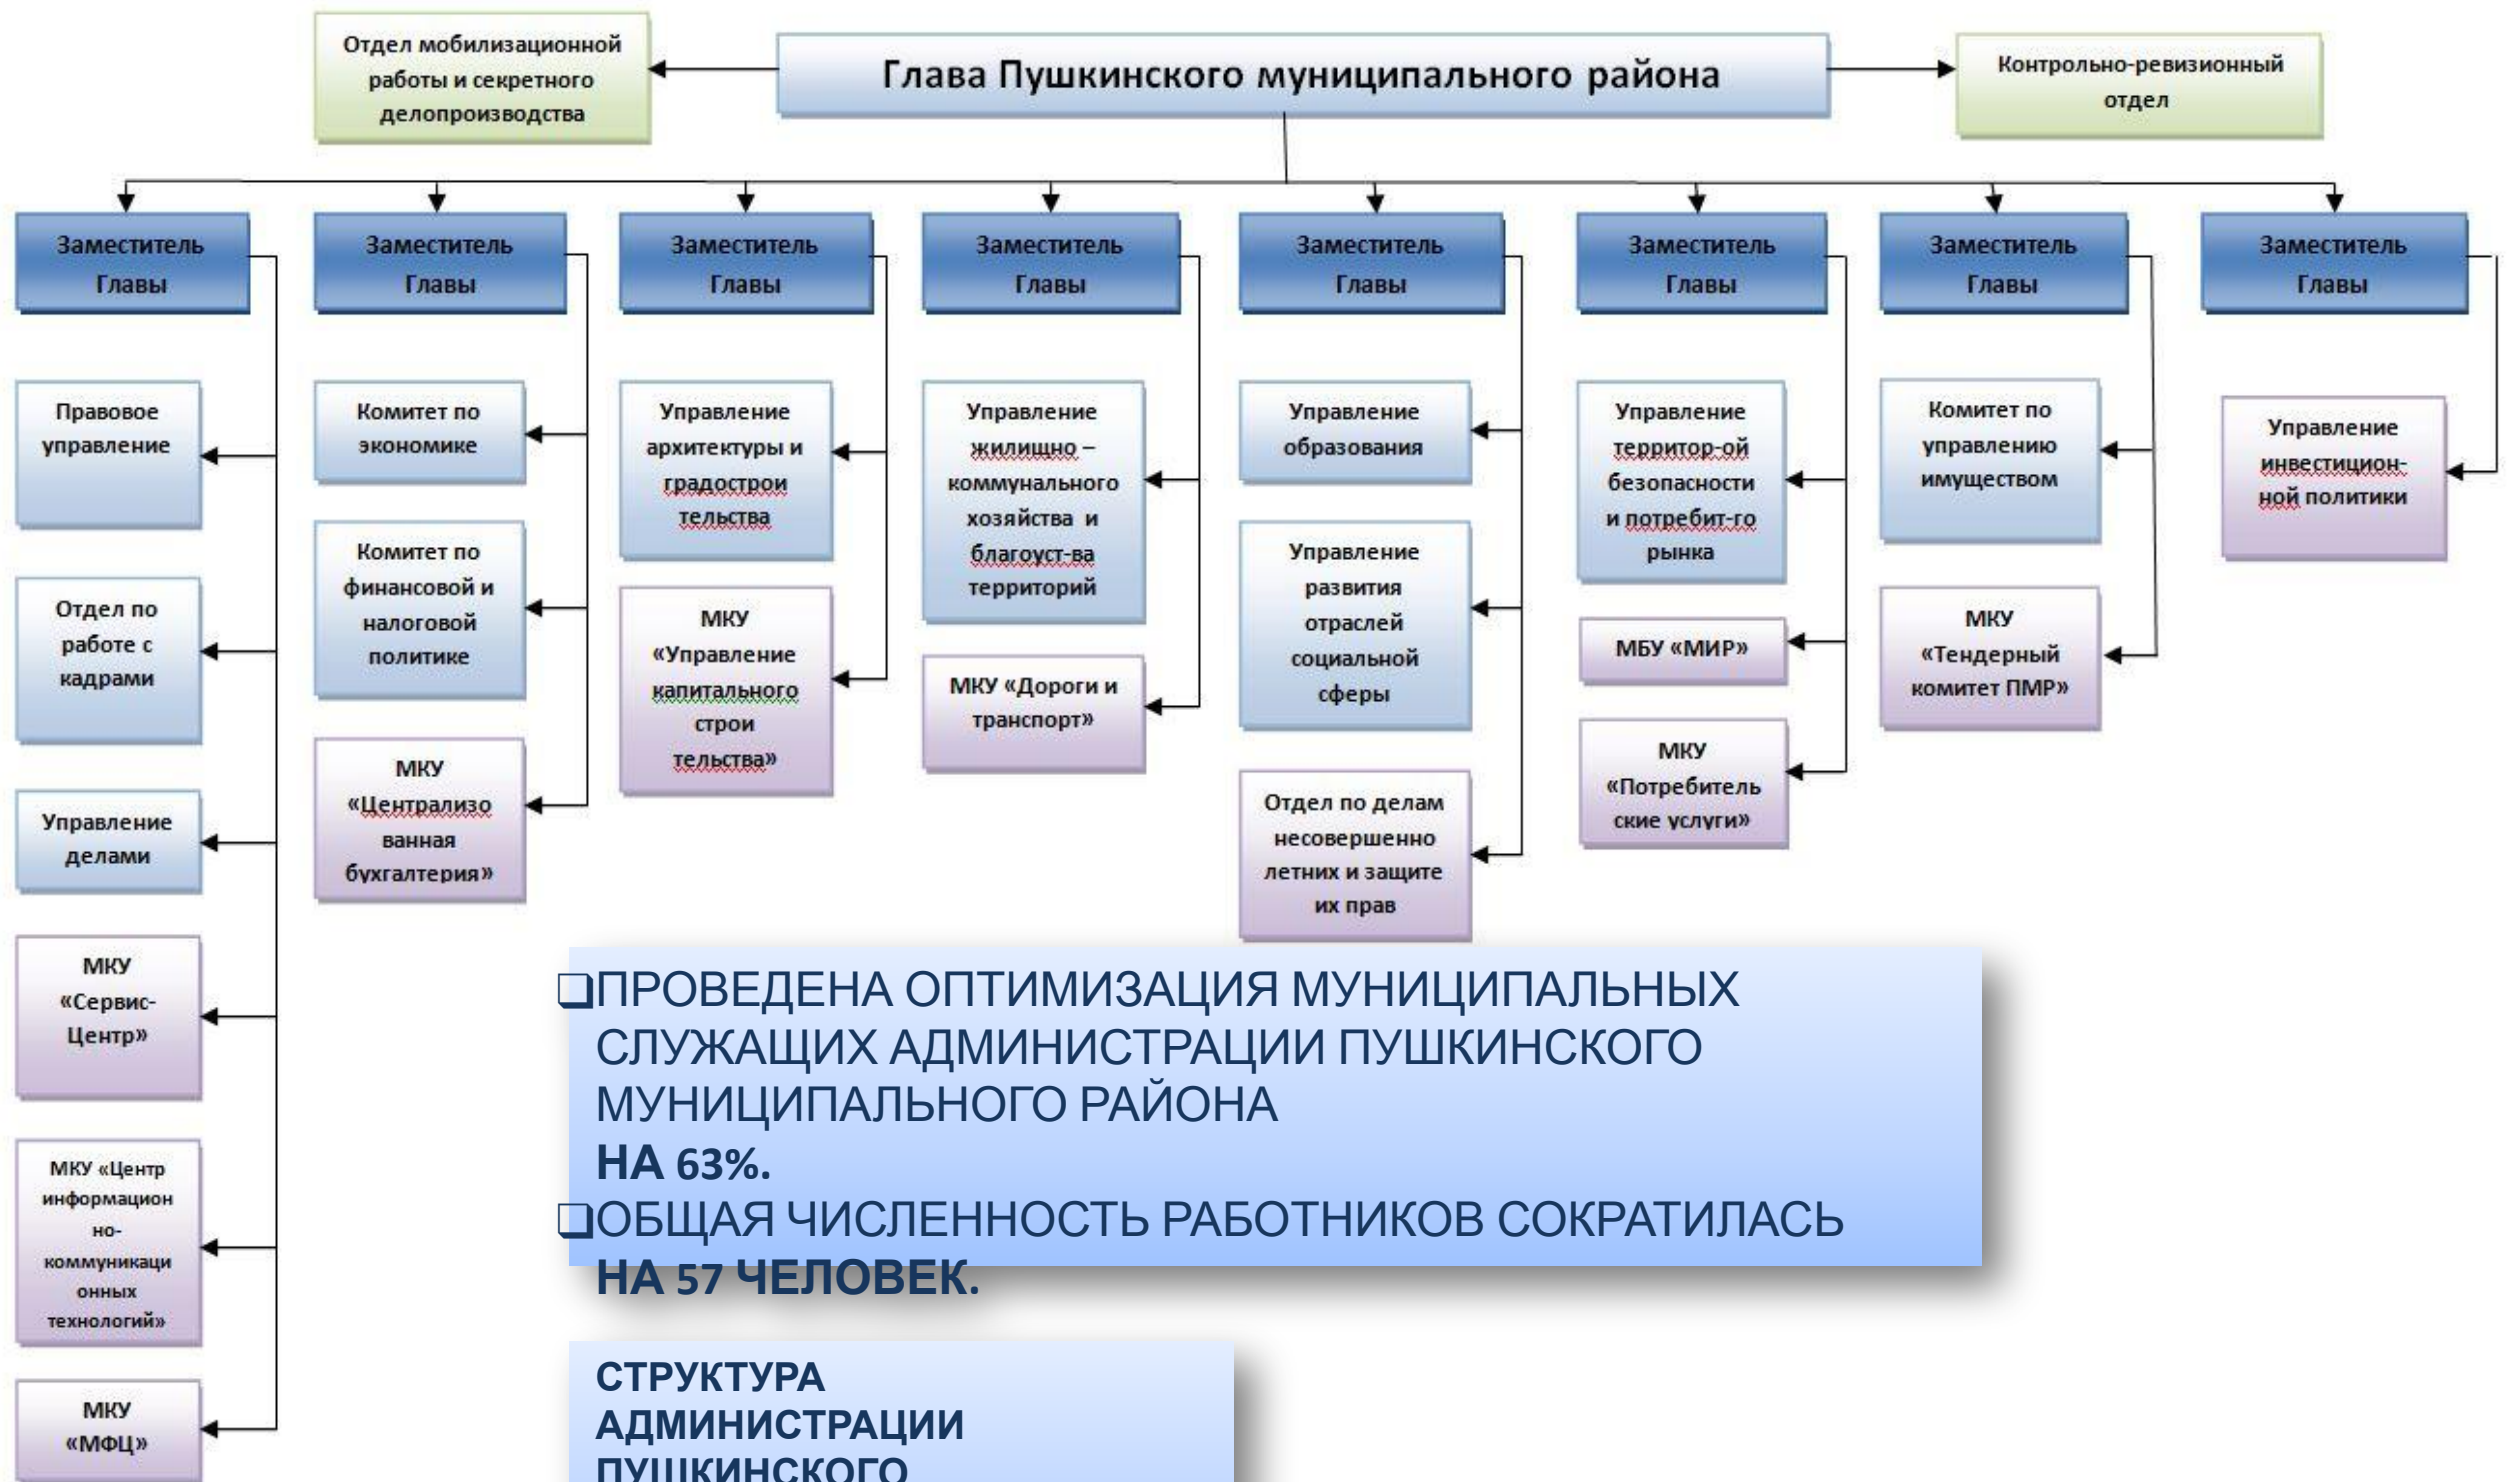 Отдел мобилизационной
работы и секретного
делопроизводства
Глава Пушкинского муниципального района
Контрольно-ревизионный
отдел
Заместитель
Главы
Правовое
управление
Отдел по
работе с
кадрами
Управление
делами
МКУ
«Сервис-
Центр»
МКУ «Центр
информацион
но-
коммуникаци
онных
технологий»
МКУ
«МФЦ»
Заместитель
Главы
Комитет по
экономике
Комитет по
финансовой и
налоговой
политике
МКУ
«Централизо
ванная
бухгалтерия»
Заместитель
Главы
Управление
архитектуры и
градострои
тельства
МКУ
«Управление
капитального
строи
тельства»
Заместитель
Главы
Управление
жилищно –
коммунального
хозяйства и
благоуст-ва
территорий
МКУ «Дороги и
транспорт»
Заместитель
Главы
Управление
образования
Управление
развития
отраслей
социальной
сферы
Отдел по делам
несовершенно
летних и защите
их прав
Заместитель
Главы
Управление
территор-ой
безопасности
и потребит-го
рынка
МБУ «МИР»
МКУ
«Потребитель
ские услуги»
Заместитель
Главы
Комитет по
управлению
имуществом
МКУ
«Тендерный
комитет ПМР»
Заместитель
Главы
Управление
инвестицион-
ной политики
❑ПРОВЕДЕНА ОПТИМИЗАЦИЯ МУНИЦИПАЛЬНЫХ
СЛУЖАЩИХ АДМИНИСТРАЦИИ ПУШКИНСКОГО
МУНИЦИПАЛЬНОГО РАЙОНА
НА 63%.
❑ОБЩАЯ ЧИСЛЕННОСТЬ РАБОТНИКОВ СОКРАТИЛАСЬ
НА 57 ЧЕЛОВЕК.
СТРУКТУРА
АДМИНИСТРАЦИИ
ПУШКИНСКОГО